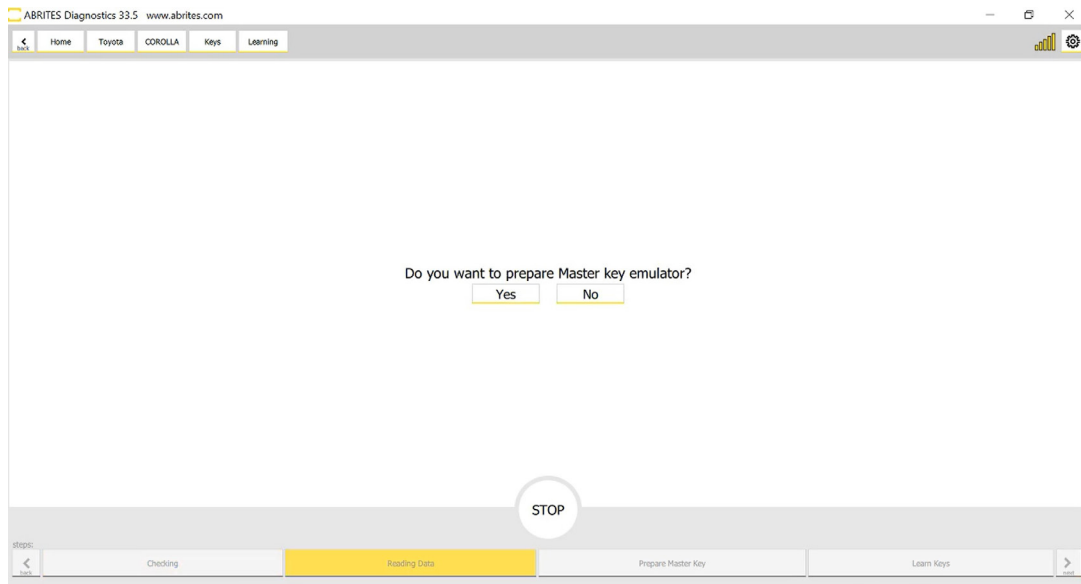 ABRITES Diagnostics 33.5 www.abrites.com
back Home Toyota COROLLA Keys Learning
Do you want to prepare Master key emulator?
Yes No
STOP
steps:
back Checking Reading Data Prepare Master Key Learn Keys next